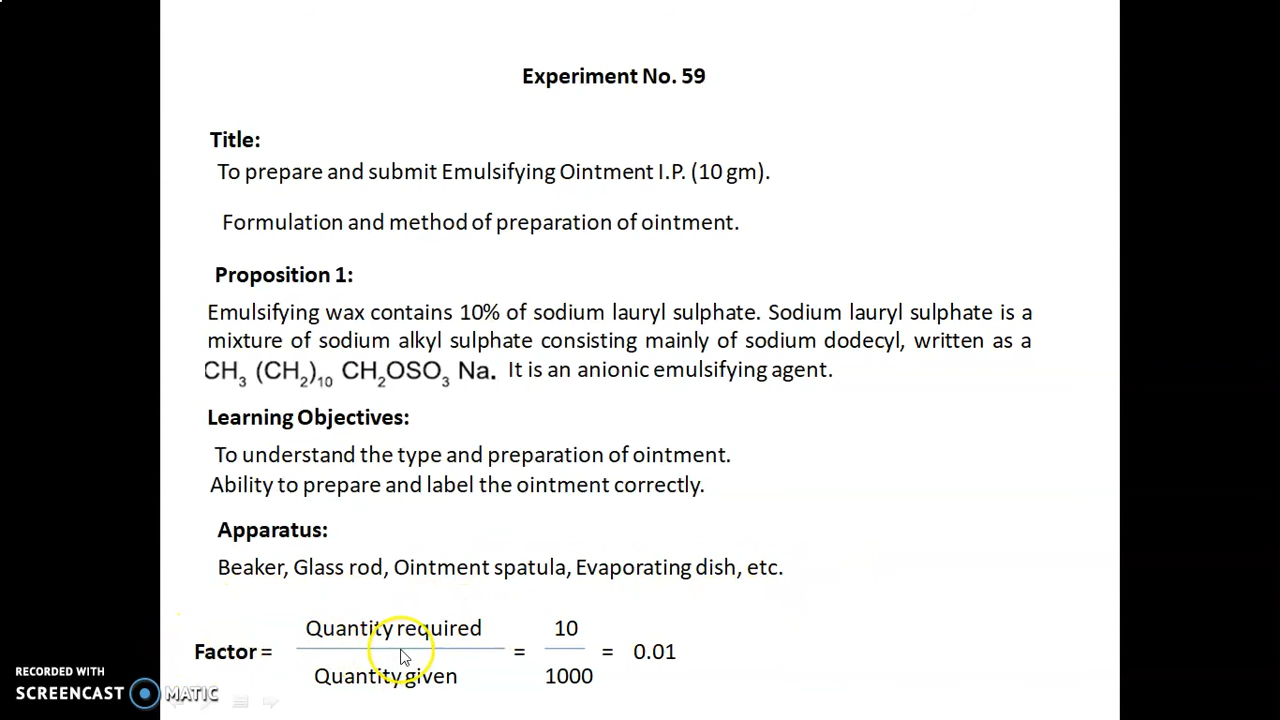 Experiment No. 59
Title:
To prepare and submit Emulsifying Ointment I.P. (10 gm).
Formulation and method of preparation of ointment.
Proposition 1:
Emulsifying wax contains 10% of sodium lauryl sulphate. Sodium lauryl sulphate is a
mixture of sodium alkyl sulphate consisting mainly of sodium dodecyl, written as a
CH₃ (CH₂)₁₀ CH₂OSO₃ Na. It is an anionic emulsifying agent.
Learning Objectives:
To understand the type and preparation of ointment.
Ability to prepare and label the ointment correctly.
Apparatus:
Beaker, Glass rod, Ointment spatula, Evaporating dish, etc.
Quantity required 10
Factor = = = 0.01
Quantity given 1000
RECORDED WITH
SCREENCAST MATIC